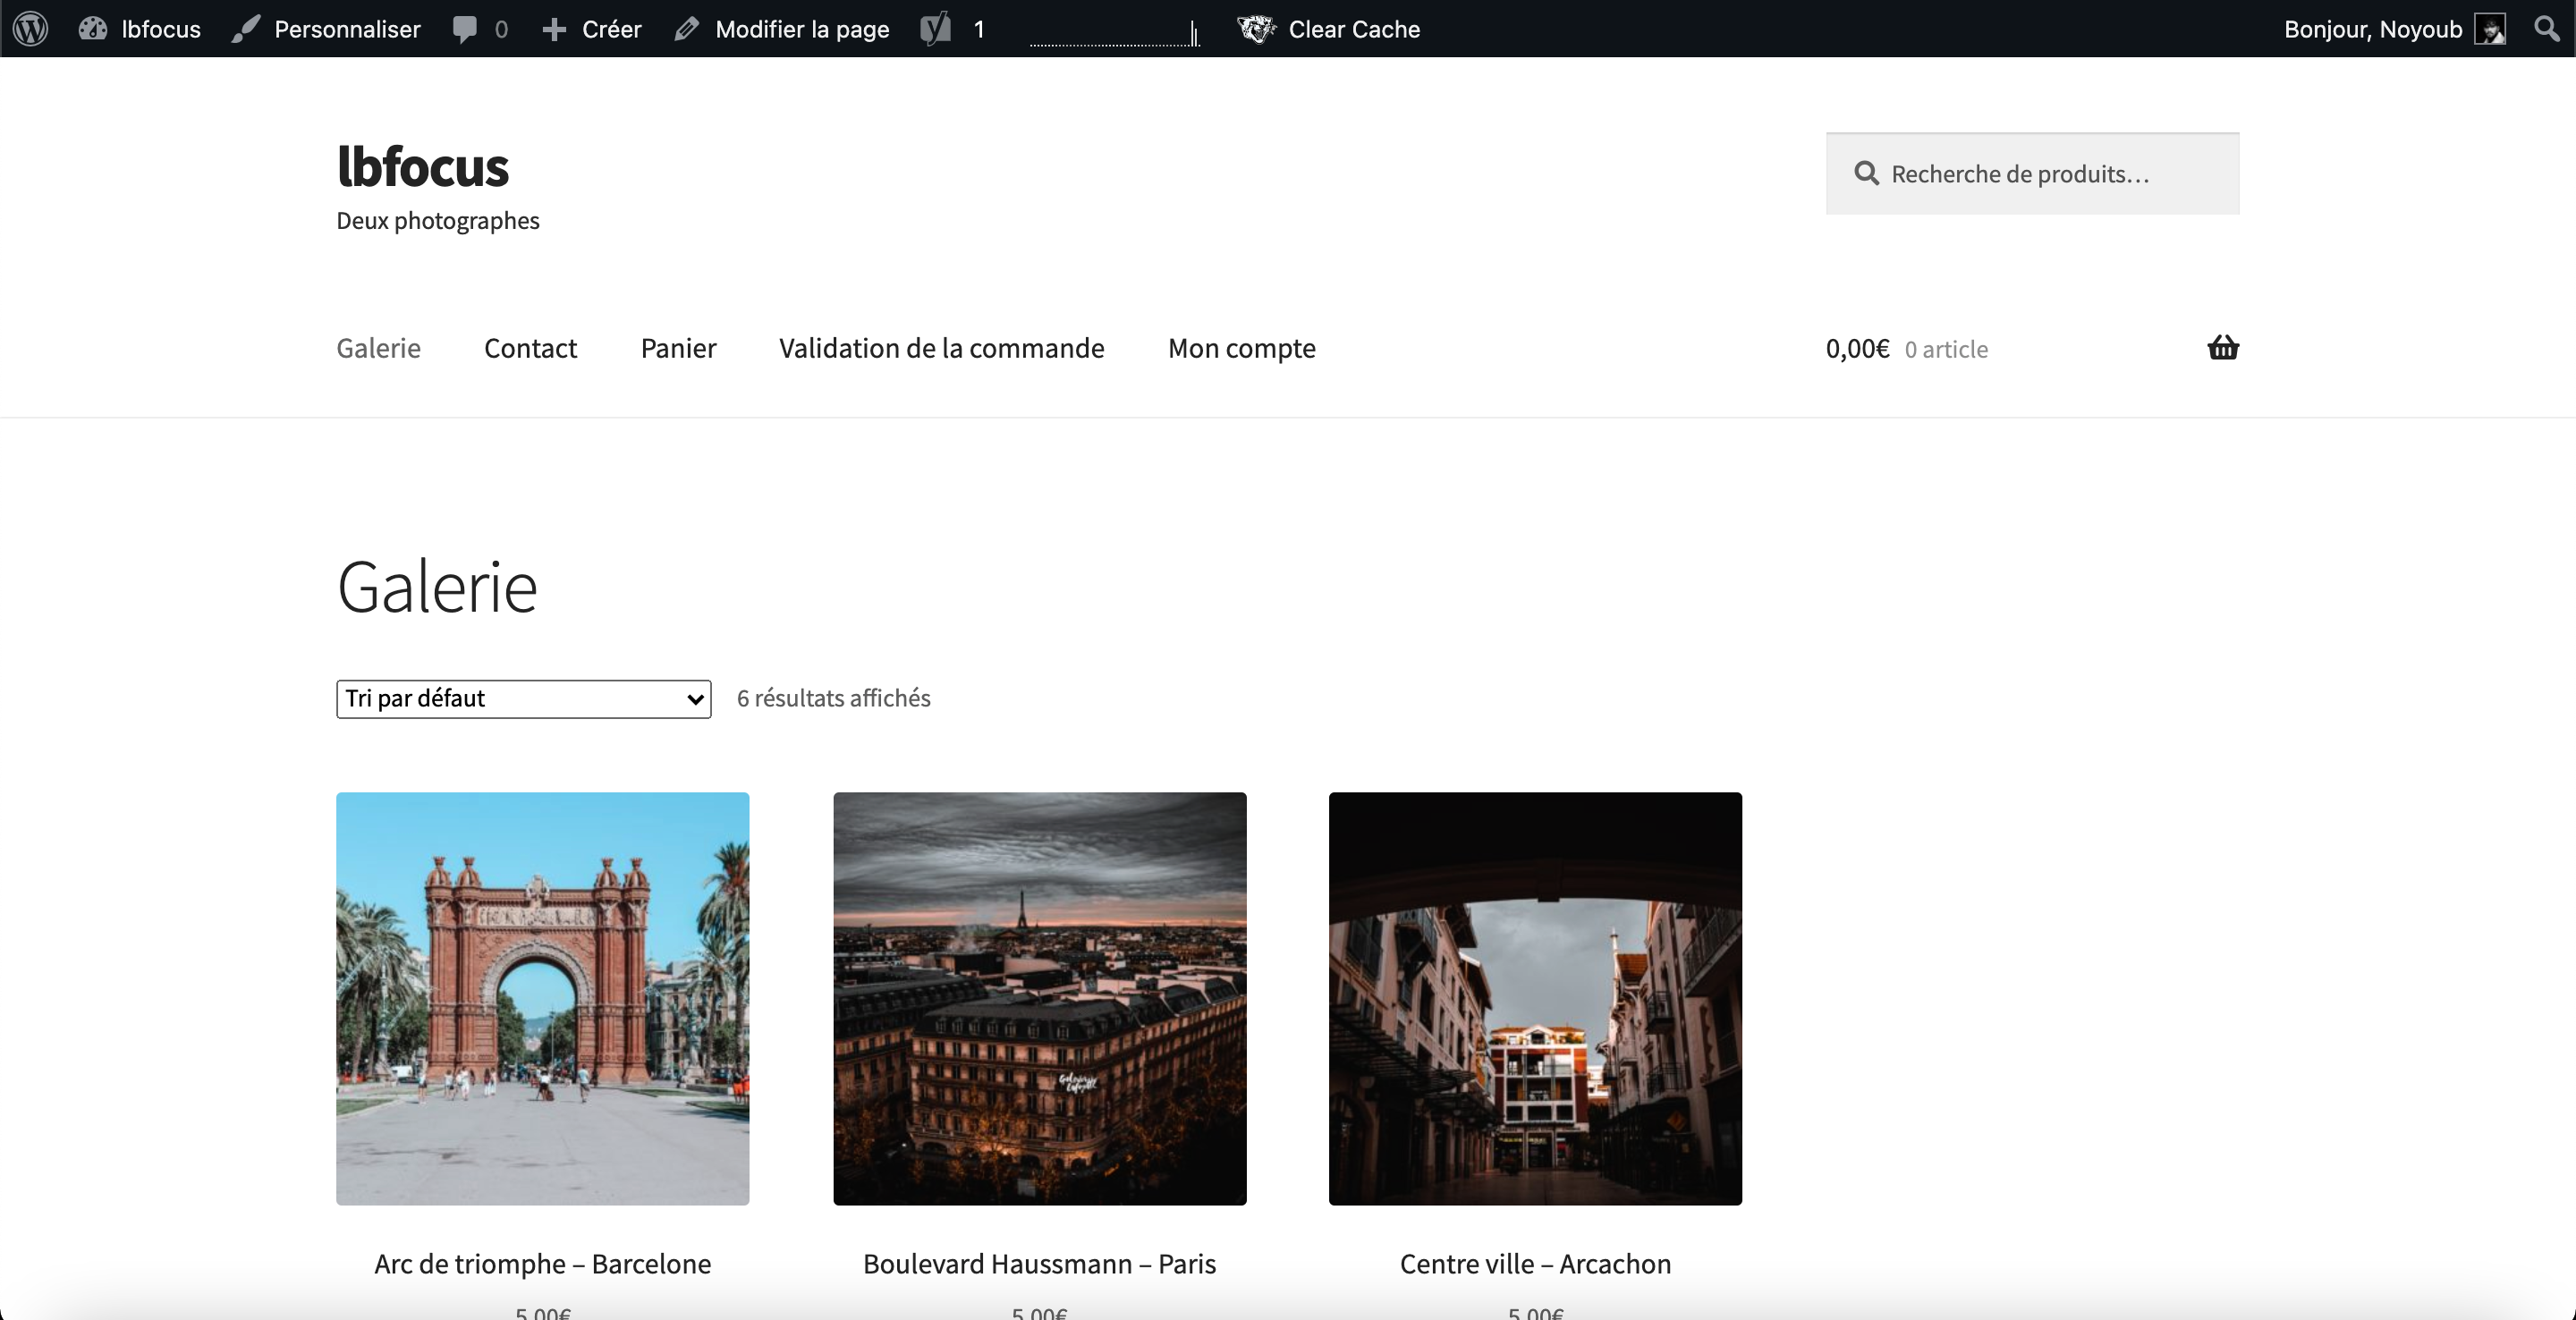 lbfocus Personnaliser 0 Créer Modifier la page 1 Clear Cache Bonjour, Noyoub
lbfocus
Deux photographes
Recherche de produits…
Galerie Contact Panier Validation de la commande Mon compte 0,00€ 0 article
Galerie
Tri par défaut 6 résultats affichés
Galeries Lafayette
Arc de triomphe – Barcelone Boulevard Haussmann – Paris Centre ville – Arcachon
5,00€ 5,00€ 5,00€